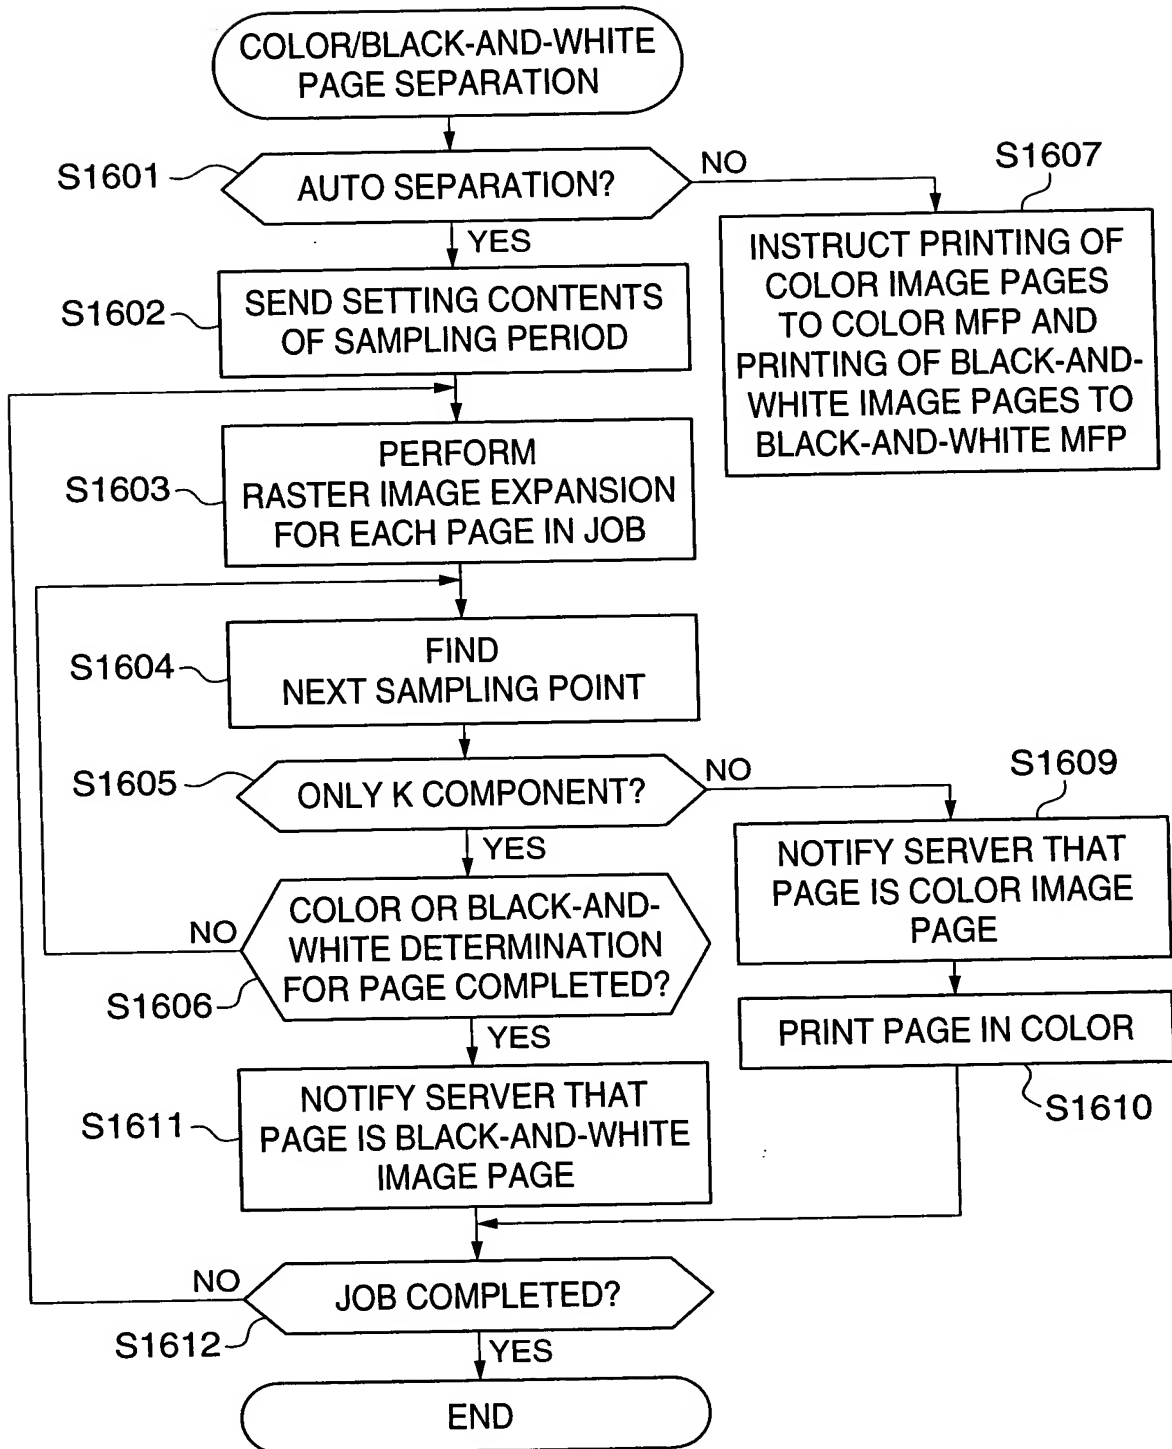 COLOR/BLACK-AND-WHITE
PAGE SEPARATION
S1601
AUTO SEPARATION?
NO
YES
S1607
INSTRUCT PRINTING OF
COLOR IMAGE PAGES
TO COLOR MFP AND
PRINTING OF BLACK-AND-
WHITE IMAGE PAGES TO
BLACK-AND-WHITE MFP
S1602
SEND SETTING CONTENTS
OF SAMPLING PERIOD
S1603
PERFORM
RASTER IMAGE EXPANSION
FOR EACH PAGE IN JOB
S1604
FIND
NEXT SAMPLING POINT
S1605
ONLY K COMPONENT?
NO
YES
S1609
NOTIFY SERVER THAT
PAGE IS COLOR IMAGE
PAGE
NO
COLOR OR BLACK-AND-
WHITE DETERMINATION
FOR PAGE COMPLETED?
S1606
YES
PRINT PAGE IN COLOR
S1610
S1611
NOTIFY SERVER THAT
PAGE IS BLACK-AND-WHITE
IMAGE PAGE
NO
JOB COMPLETED?
S1612
YES
END